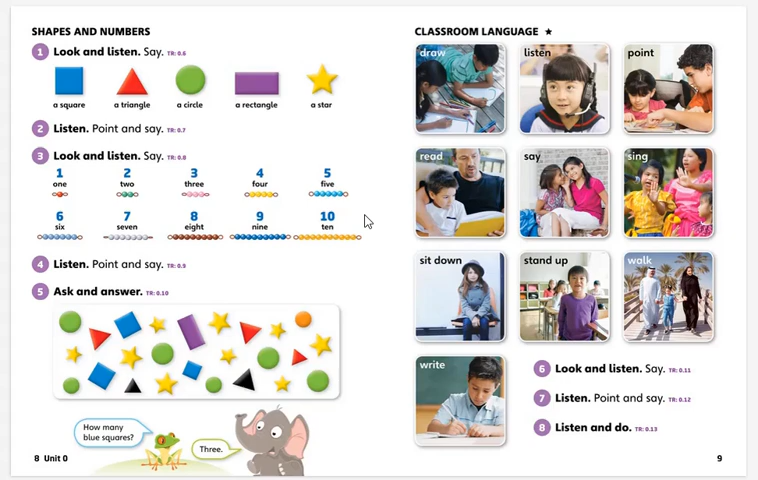 SHAPES AND NUMBERS
1 Look and listen. Say. TR: 0.6
a square a triangle a circle a rectangle a star
2 Listen. Point and say. TR: 0.7
3 Look and listen. Say. TR: 0.8
1 2 3 4 5
one two three four five
6 7 8 9 10
six seven eight nine ten
4 Listen. Point and say. TR: 0.9
5 Ask and answer. TR: 0.10
How many
blue squares?
Three.
8 Unit 0
CLASSROOM LANGUAGE ★
draw listen point
read say sing
sit down stand up walk
write
6 Look and listen. Say. TR: 0.11
7 Listen. Point and say. TR: 0.12
8 Listen and do. TR: 0.13
9